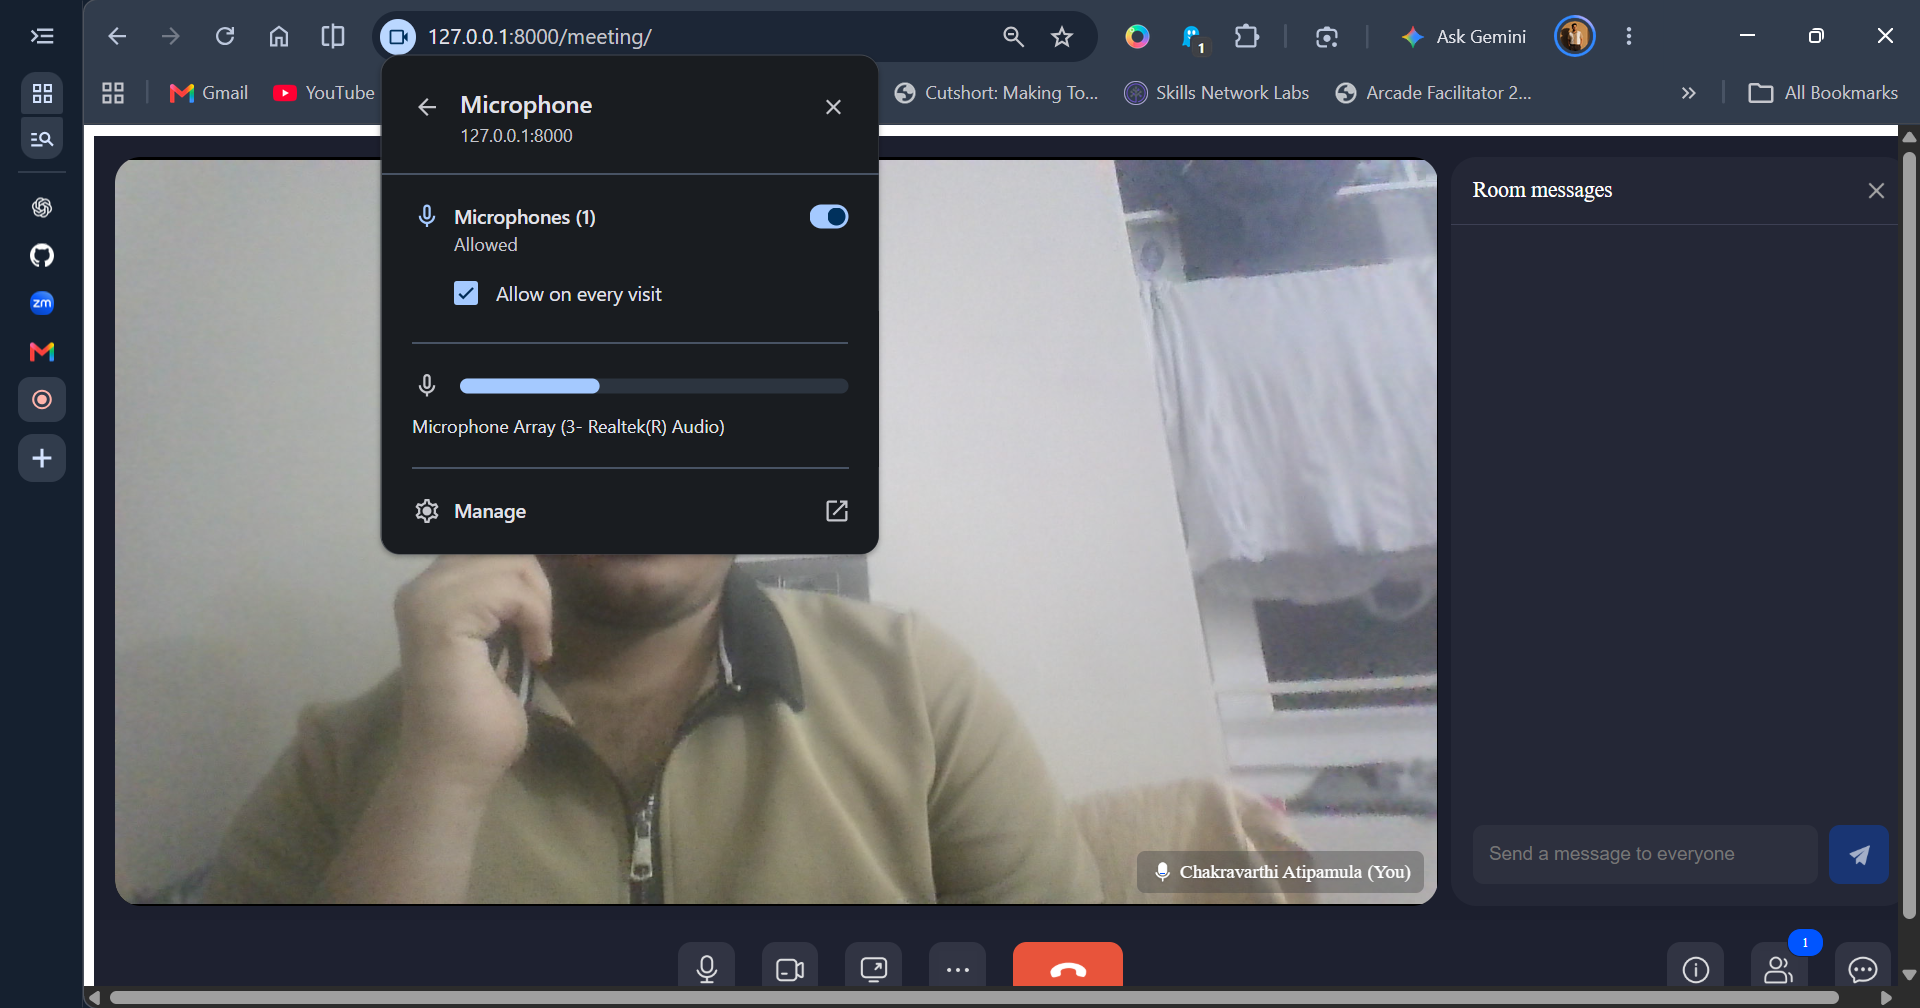 127.0.0.1:8000/meeting/
1
Ask Gemini
Gmail
YouTube
Cutshort: Making To...
Skills Network Labs
Arcade Facilitator 2...
All Bookmarks
zm
Microphone
127.0.0.1:8000
Microphones (1)
Allowed
Allow on every visit
Microphone Array (3- Realtek(R) Audio)
Manage
Room messages
Send a message to everyone
Chakravarthi Atipamula (You)
1